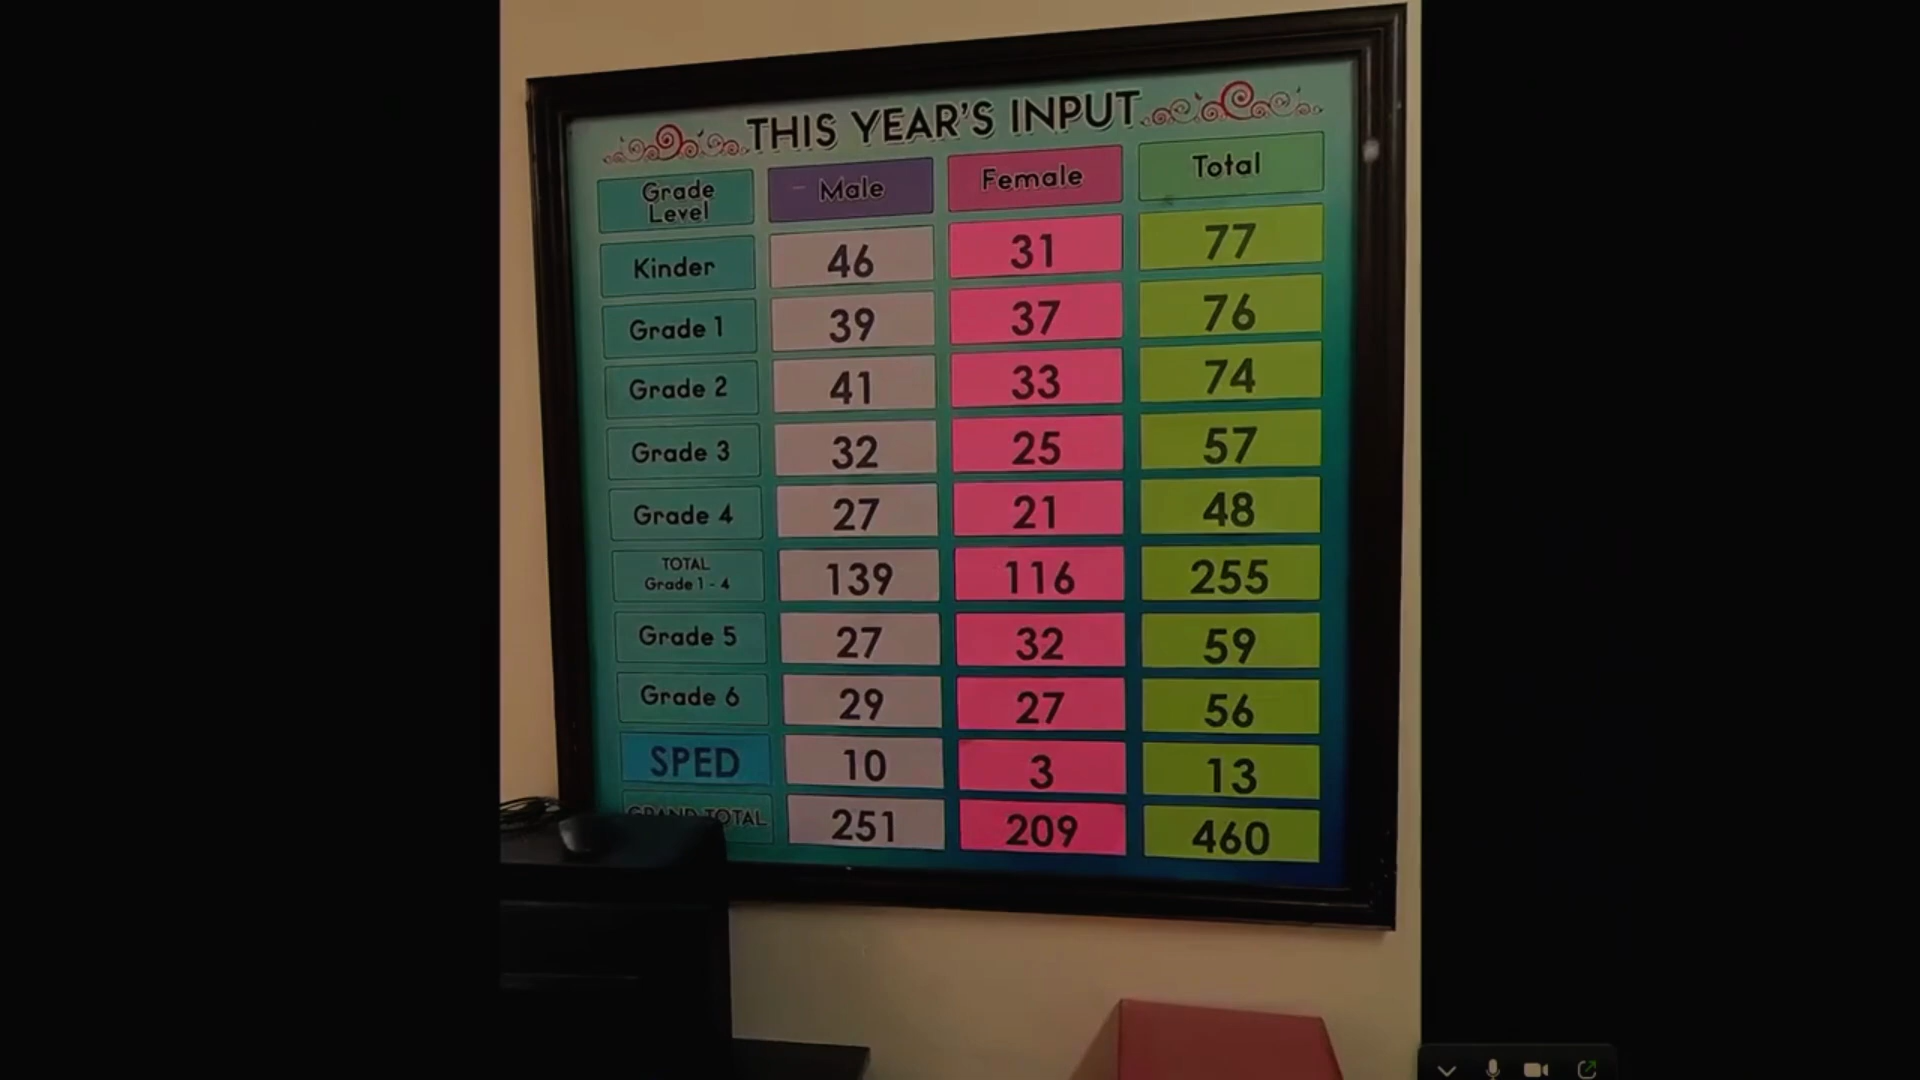 THIS YEAR'S INPUT
Grade Level Male Female Total
Kinder 46 31 77
Grade 1 39 37 76
Grade 2 41 33 74
Grade 3 32 25 57
Grade 4 27 21 48
TOTAL Grade 1 - 4 139 116 255
Grade 5 27 32 59
Grade 6 29 27 56
SPED 10 3 13
GRAND TOTAL 251 209 460